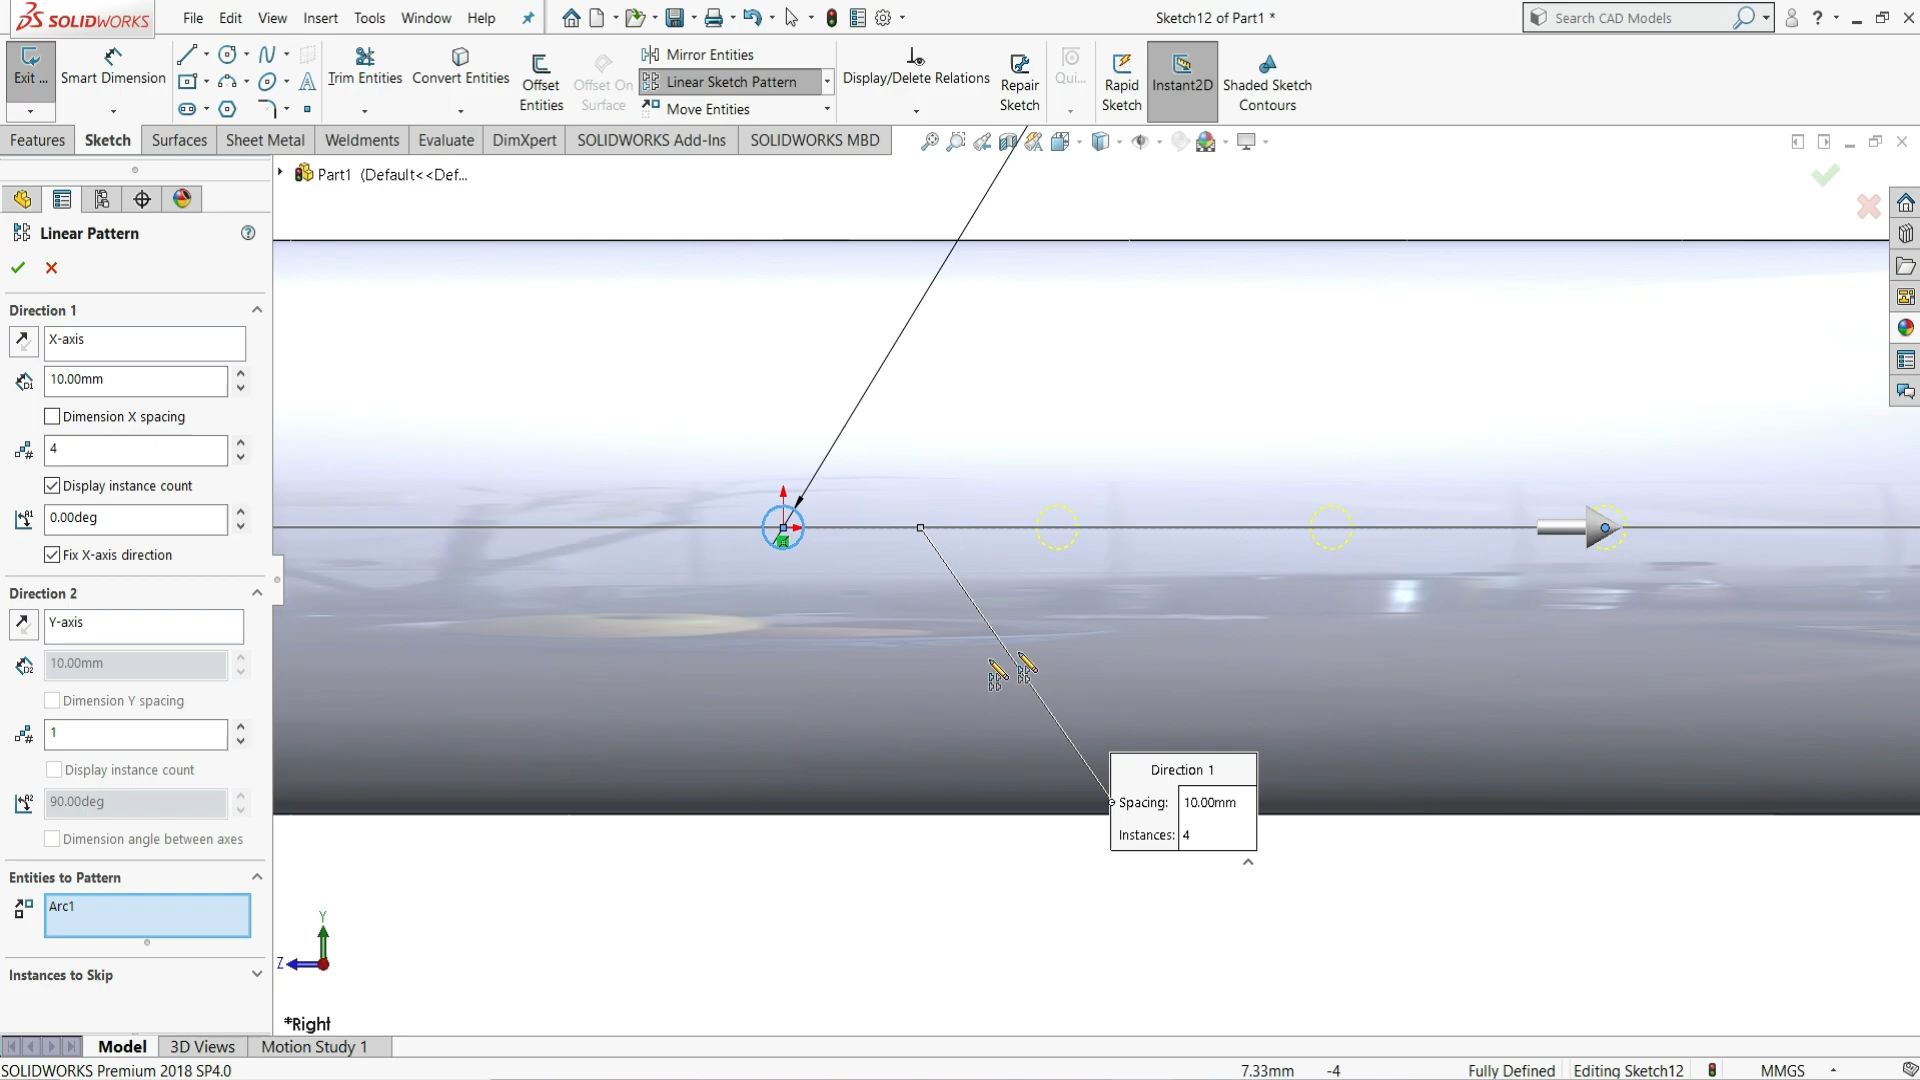 SOLIDWORKS
File Edit View Insert Tools Window Help
Sketch12 of Part1 *
Search CAD Models
Exit ...
Smart Dimension
Trim Entities
Convert Entities
Offset Entities
Offset On Surface
Mirror Entities
Linear Sketch Pattern
Move Entities
Display/Delete Relations
Repair Sketch
Qui...
Rapid Sketch
Instant2D
Shaded Sketch Contours
Features Sketch Surfaces Sheet Metal Weldments Evaluate DimXpert SOLIDWORKS Add-Ins SOLIDWORKS MBD
Part1 (Default<<Def...
Linear Pattern
Direction 1
X-axis
10.00mm
Dimension X spacing
4
Display instance count
0.00deg
Fix X-axis direction
Direction 2
Y-axis
10.00mm
Dimension Y spacing
1
Display instance count
90.00deg
Dimension angle between axes
Entities to Pattern
Arc1
Instances to Skip
Direction 1
Spacing: 10.00mm
Instances: 4
Y
Z
*Right
Model 3D Views Motion Study 1
SOLIDWORKS Premium 2018 SP4.0
7.33mm -4 Fully Defined Editing Sketch12 MMGS